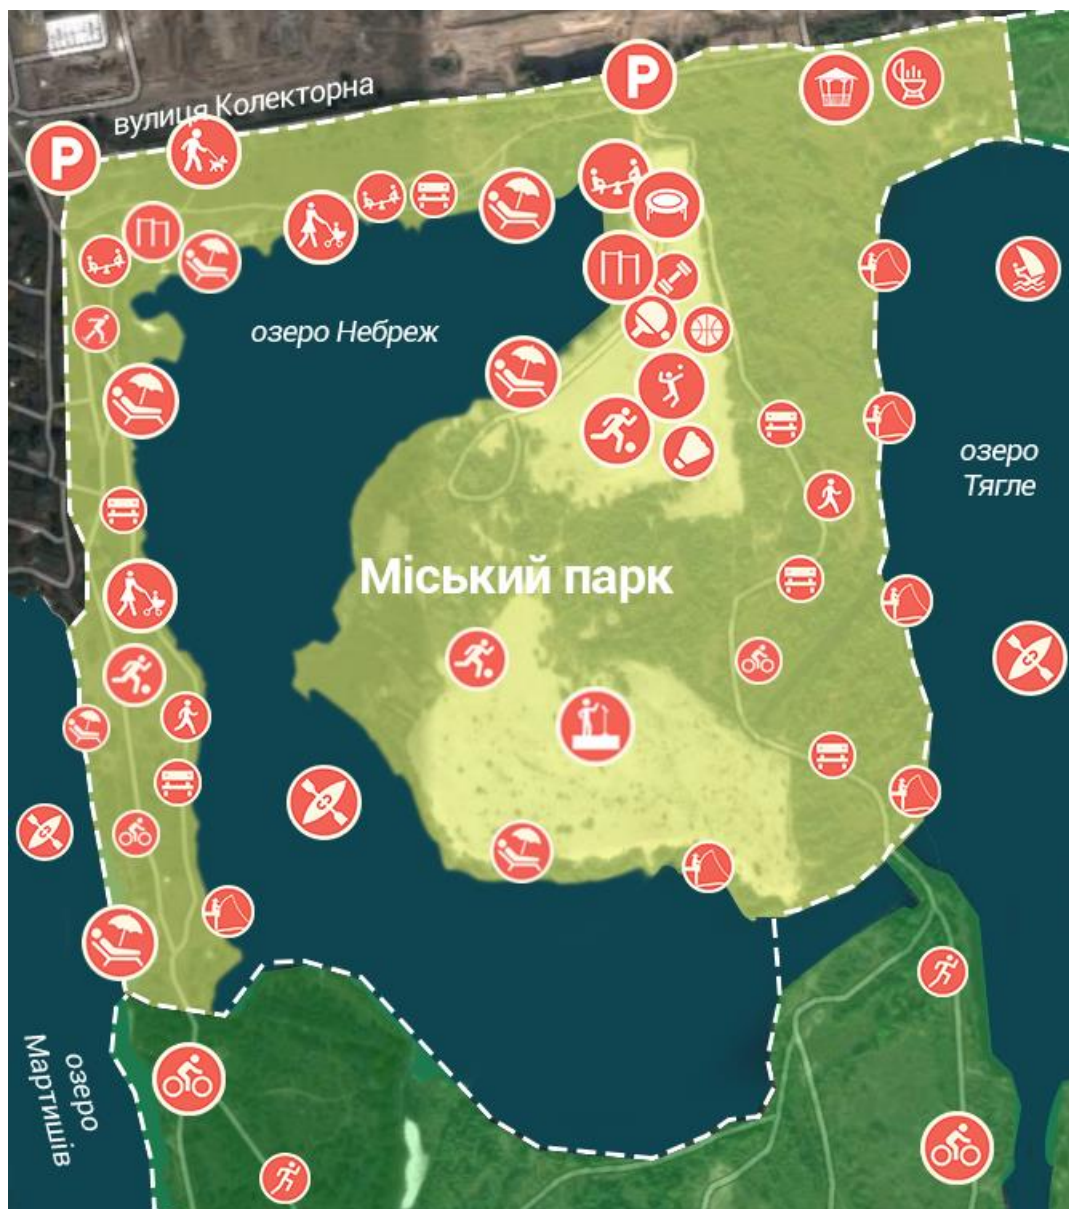 вулиця Колекторна
P
P
озеро Небреж
озеро
Тягле
Міський парк
озеро
Мартишів